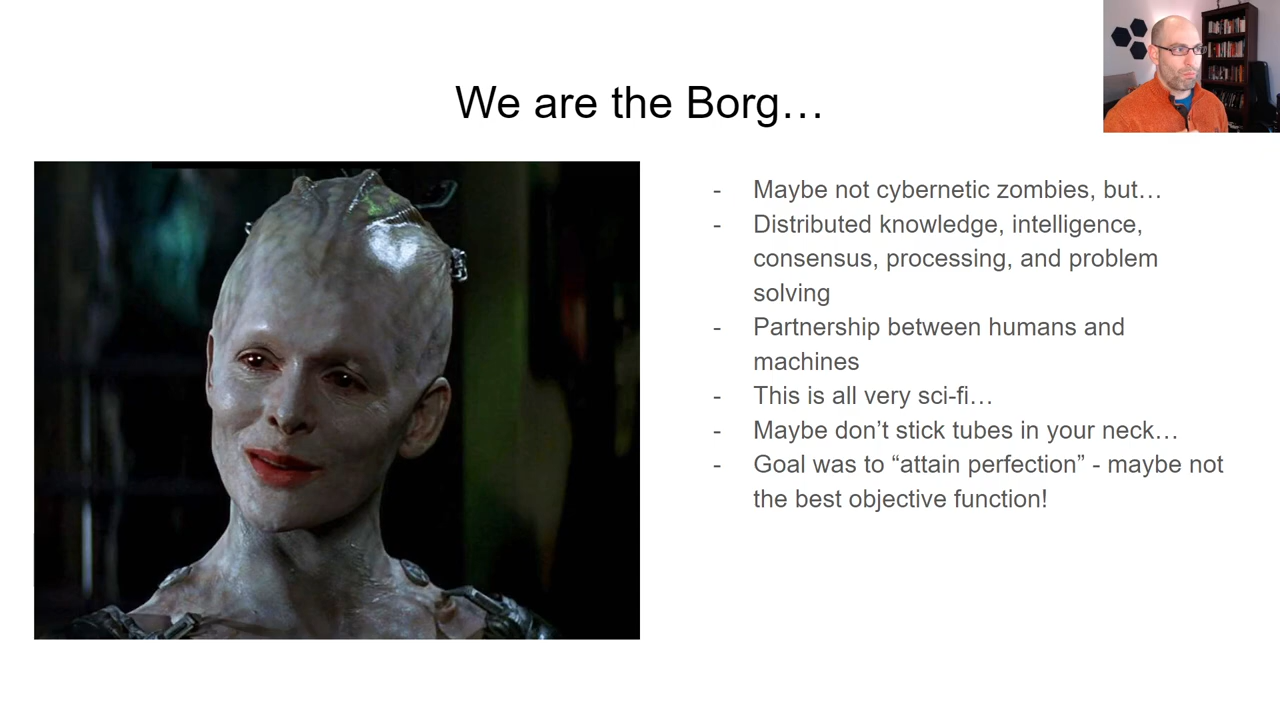 We are the Borg…
- Maybe not cybernetic zombies, but…
- Distributed knowledge, intelligence,
consensus, processing, and problem
solving
- Partnership between humans and
machines
- This is all very sci-fi…
- Maybe don’t stick tubes in your neck…
- Goal was to “attain perfection” - maybe not
the best objective function!